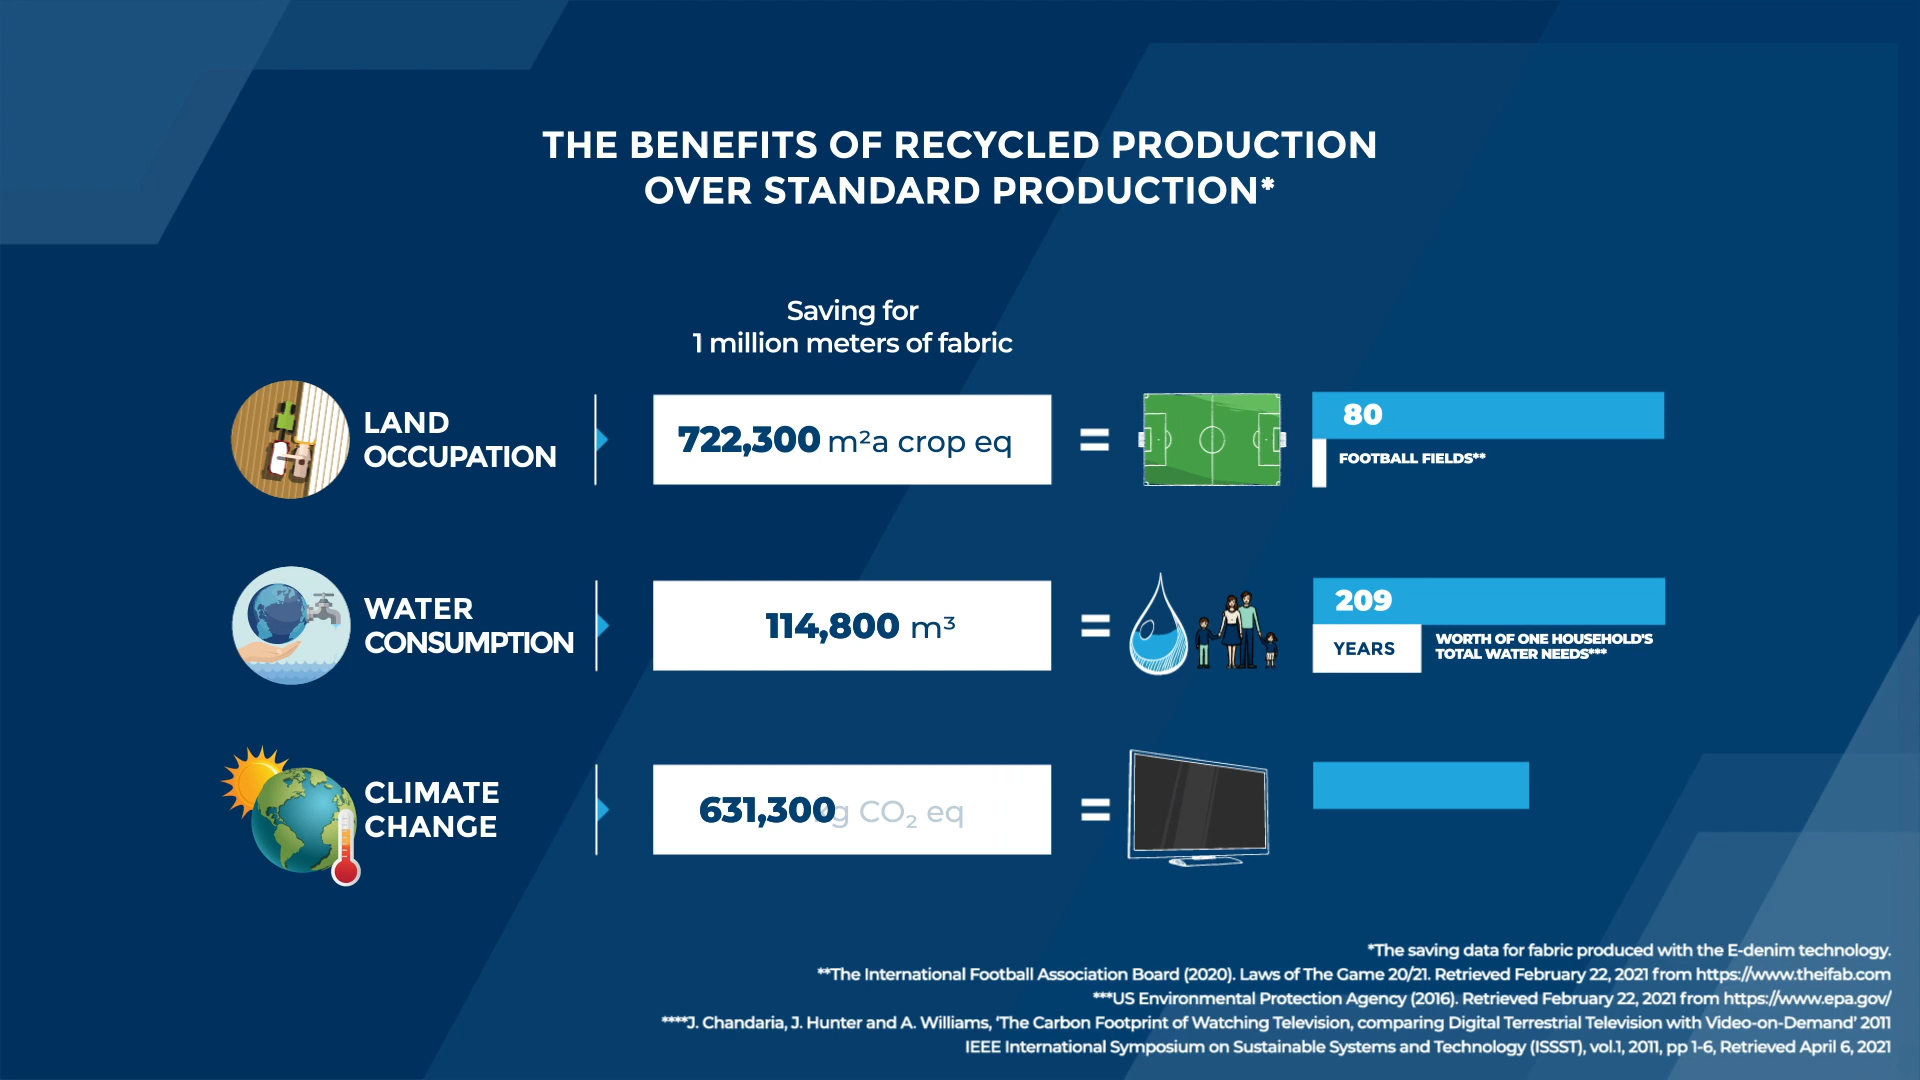 THE BENEFITS OF RECYCLED PRODUCTION
OVER STANDARD PRODUCTION*
Saving for
1 million meters of fabric
LAND
OCCUPATION
722,300 m²a crop eq
=
80
FOOTBALL FIELDS**
WATER
CONSUMPTION
114,800 m³
=
209
YEARS
WORTH OF ONE HOUSEHOLD'S
TOTAL WATER NEEDS***
CLIMATE
CHANGE
631,300 CO₂ eq
=
*The saving data for fabric produced with the E-denim technology.
**The International Football Association Board (2020). Laws of The Game 20/21. Retrieved February 22, 2021 from https://www.theifab.com
***US Environmental Protection Agency (2016). Retrieved February 22, 2021 from https://www.epa.gov/
****J. Chandaria, J. Hunter and A. Williams, 'The Carbon Footprint of Watching Television, comparing Digital Terrestrial Television with Video-on-Demand' 2011
IEEE International Symposium on Sustainable Systems and Technology (ISSST), vol.1, 2011, pp 1-6, Retrieved April 6, 2021